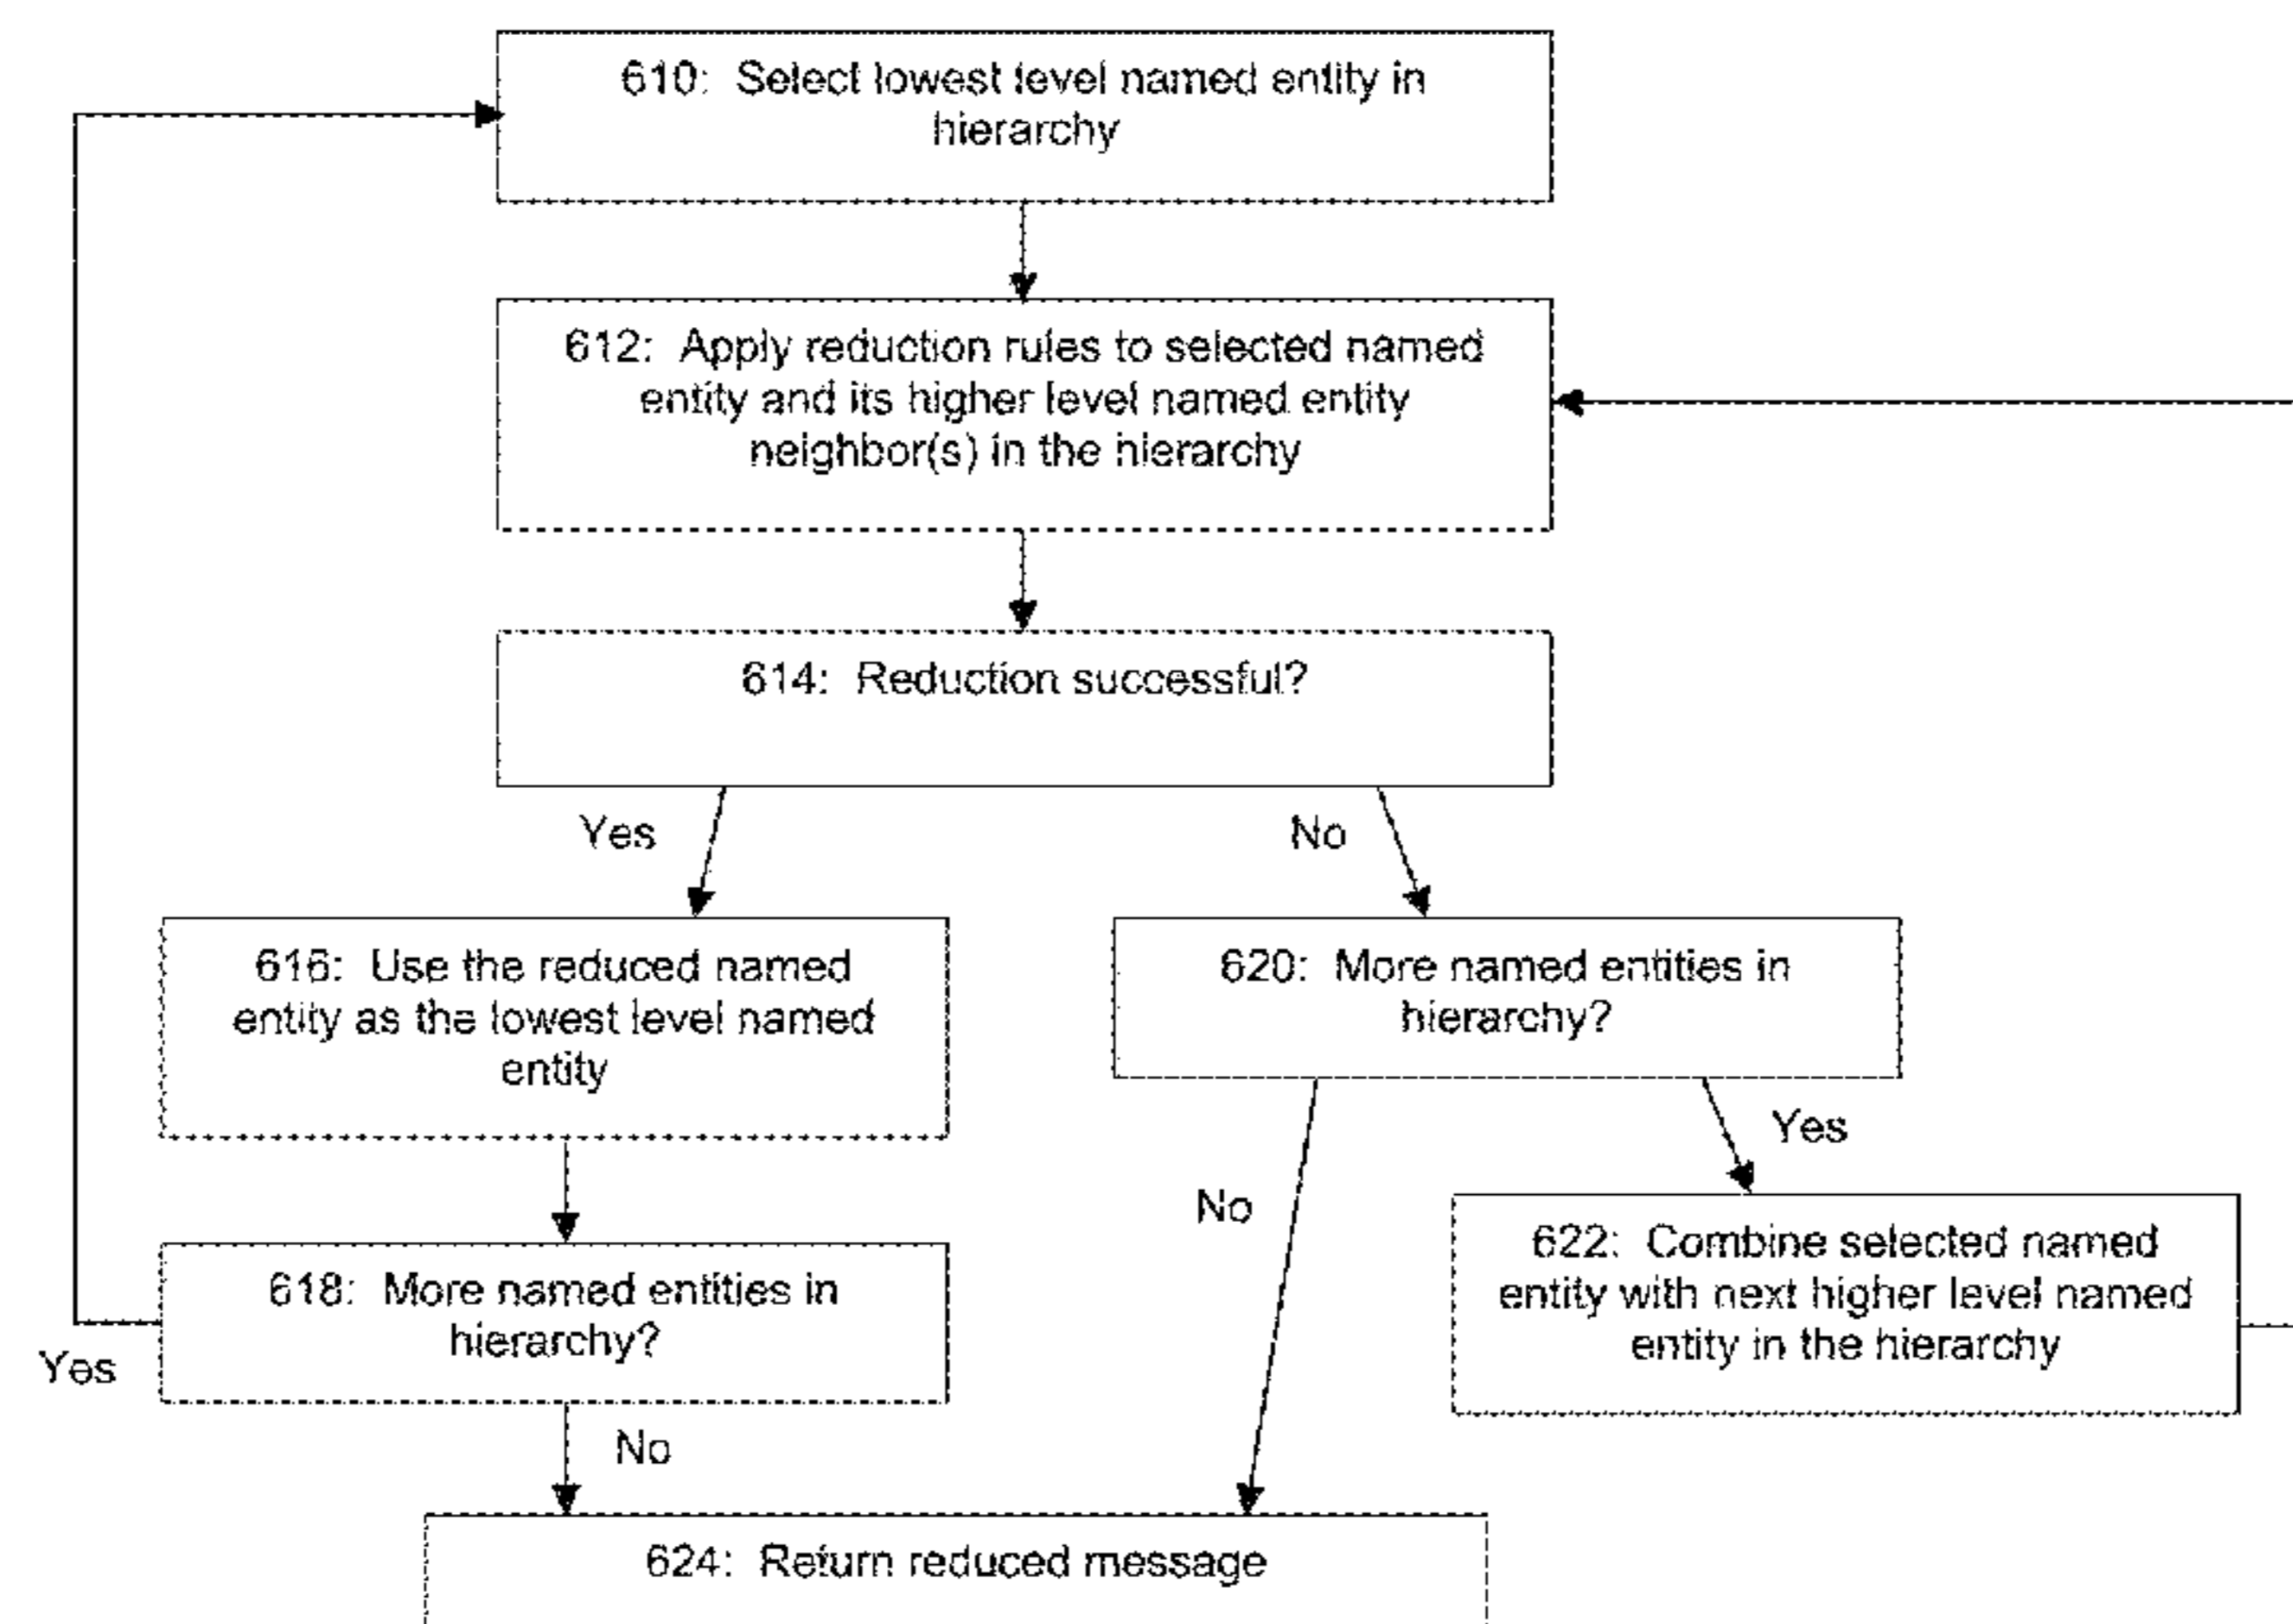 610: Select lowest level named entity in
hierarchy
612: Apply reduction rules to selected named
entity and its higher level named entity
neighbor(s) in the hierarchy
614: Reduction successful?
Yes
No
616: Use the reduced named
entity as the lowest level named
entity
620: More named entities in
hierarchy?
Yes
No
622: Combine selected named
entity with next higher level named
entity in the hierarchy
618: More named entities in
hierarchy?
Yes
No
624: Return reduced message